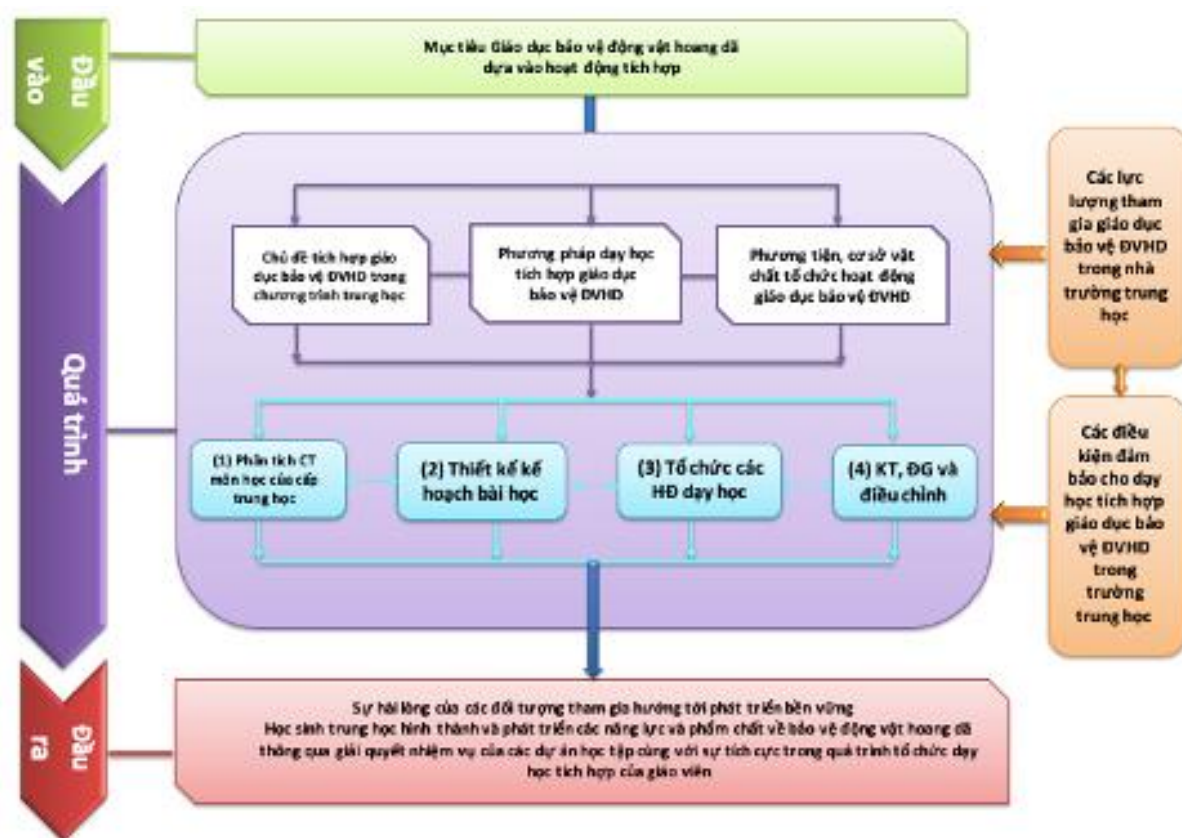 Đầu
vào
Mục tiêu Giáo dục bảo vệ động vật hoang dã
dựa vào hoạt động tích hợp
Quá trình
Chủ đề tích hợp giáo
dục bảo vệ ĐVHD trong
chương trình trung học
Phương pháp dạy học
tích hợp giáo dục
bảo vệ ĐVHD
Phương tiện, cơ sở vật
chất tổ chức hoạt động
giáo dục bảo vệ ĐVHD
(1) Phân tích CT
môn học của cấp
trung học
(2) Thiết kế kế
hoạch bài học
(3) Tổ chức các
HĐ dạy học
(4) KT, ĐG và
điều chỉnh
Các lực
lượng tham
gia giáo dục
bảo vệ ĐVHD
trong nhà
trường trung
học
Các điều
kiện đảm
bảo cho dạy
học tích hợp
giáo dục bảo
vệ ĐVHD
trong
trường
trung học
Đầu
ra
Sự hài lòng của các đối tượng tham gia hướng tới phát triển bền vững
Học sinh trung học hình thành và phát triển các năng lực và phẩm chất về bảo vệ động vật hoang dã
thông qua giải quyết nhiệm vụ của các dự án học tập cùng với sự tích cực trong quá trình tổ chức dạy
học tích hợp của giáo viên